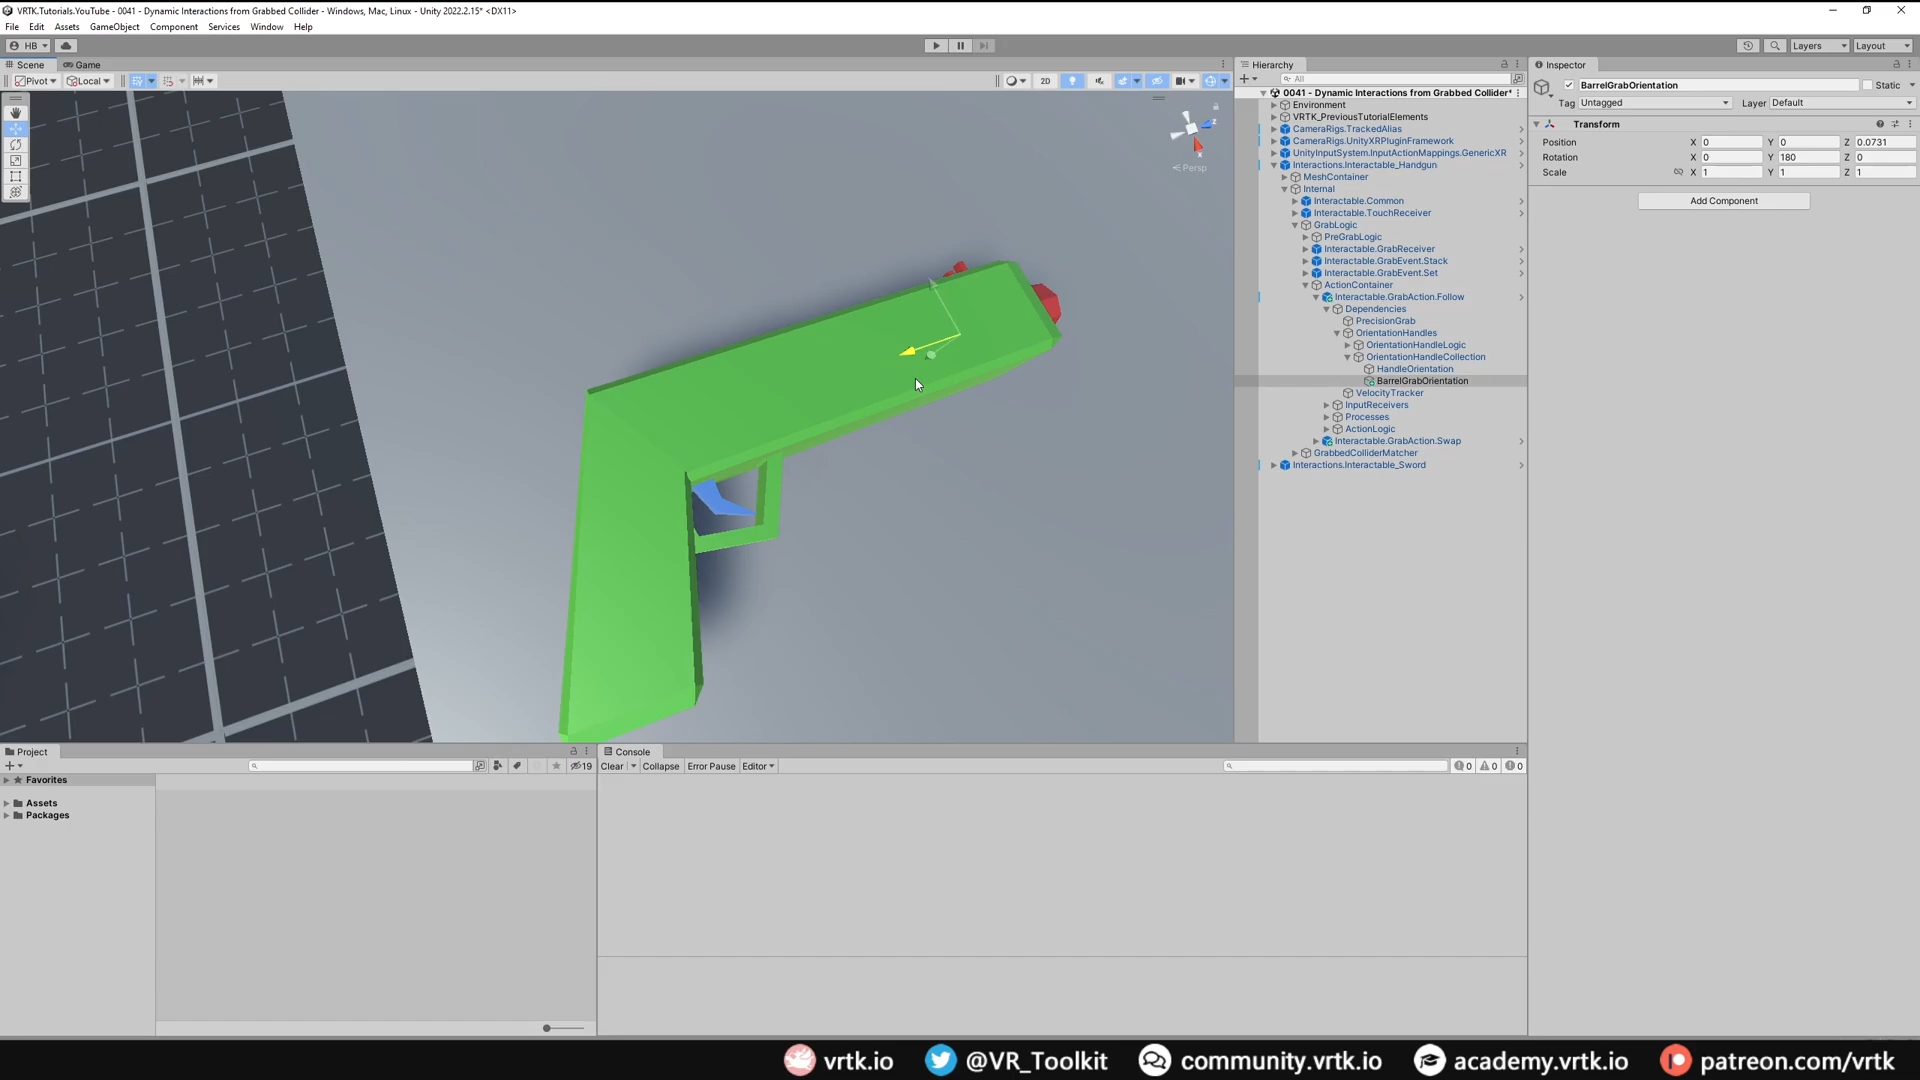 VRTK.Tutorials.YouTube - 0041 - Dynamic Interactions from Grabbed Collider - Windows, Mac, Linux - Unity 2022.2.15* <DX11>
File Edit Assets GameObject Component Services Window Help
HB Layers Layout
Scene Game
Pivot Local 2D
Persp
Hierarchy
All
0041 - Dynamic Interactions from Grabbed Collider*
Environment
VRTK_PreviousTutorialElements
CameraRigs.TrackedAlias
CameraRigs.UnityXRPluginFramework
UnityInputSystem.InputActionMappings.GenericXR
Interactions.Interactable_Handgun
MeshContainer
Internal
Interactable.Common
Interactable.TouchReceiver
GrabLogic
PreGrabLogic
Interactable.GrabReceiver
Interactable.GrabEvent.Stack
Interactable.GrabEvent.Set
ActionContainer
Interactable.GrabAction.Follow
Dependencies
PrecisionGrab
OrientationHandles
OrientationHandleLogic
OrientationHandleCollection
HandleOrientation
BarrelGrabOrientation
VelocityTracker
InputReceivers
Processes
ActionLogic
Interactable.GrabAction.Swap
GrabbedColliderMatcher
Interactions.Interactable_Sword
Inspector
BarrelGrabOrientation Static
Tag Untagged Layer Default
Transform
Position X 0 Y 0 Z 0.0731
Rotation X 0 Y 180 Z 0
Scale X 1 Y 1 Z 1
Add Component
Project
19
Favorites
Assets
Packages
Console
Clear Collapse Error Pause Editor 0 0 0
vrtk.io @VR_Toolkit community.vrtk.io academy.vrtk.io patreon.com/vrtk